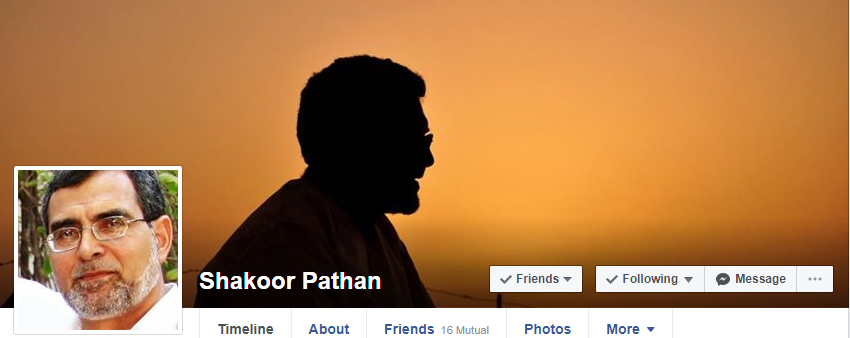 Shakoor Pathan
Friends
Following
Message
Timeline
About
Friends 16 Mutual
Photos
More